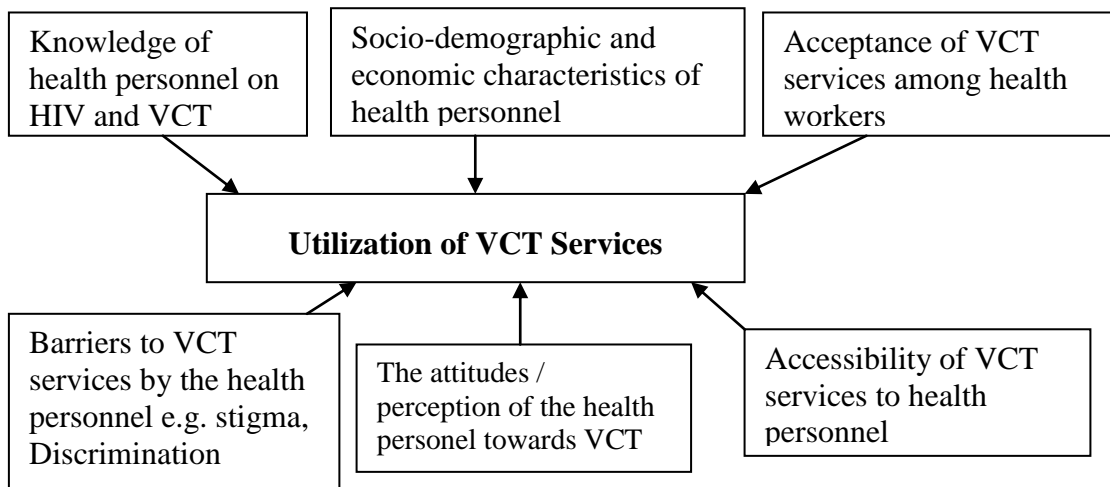 Knowledge of
health personnel on
HIV and VCT
Socio-demographic and
economic characteristics of
health personnel
Acceptance of VCT
services among health
workers
Utilization of VCT Services
Barriers to VCT
services by the health
personnel e.g. stigma,
Discrimination
The attitudes /
perception of the health
personel towards VCT
Accessibility of VCT
services to health
personnel